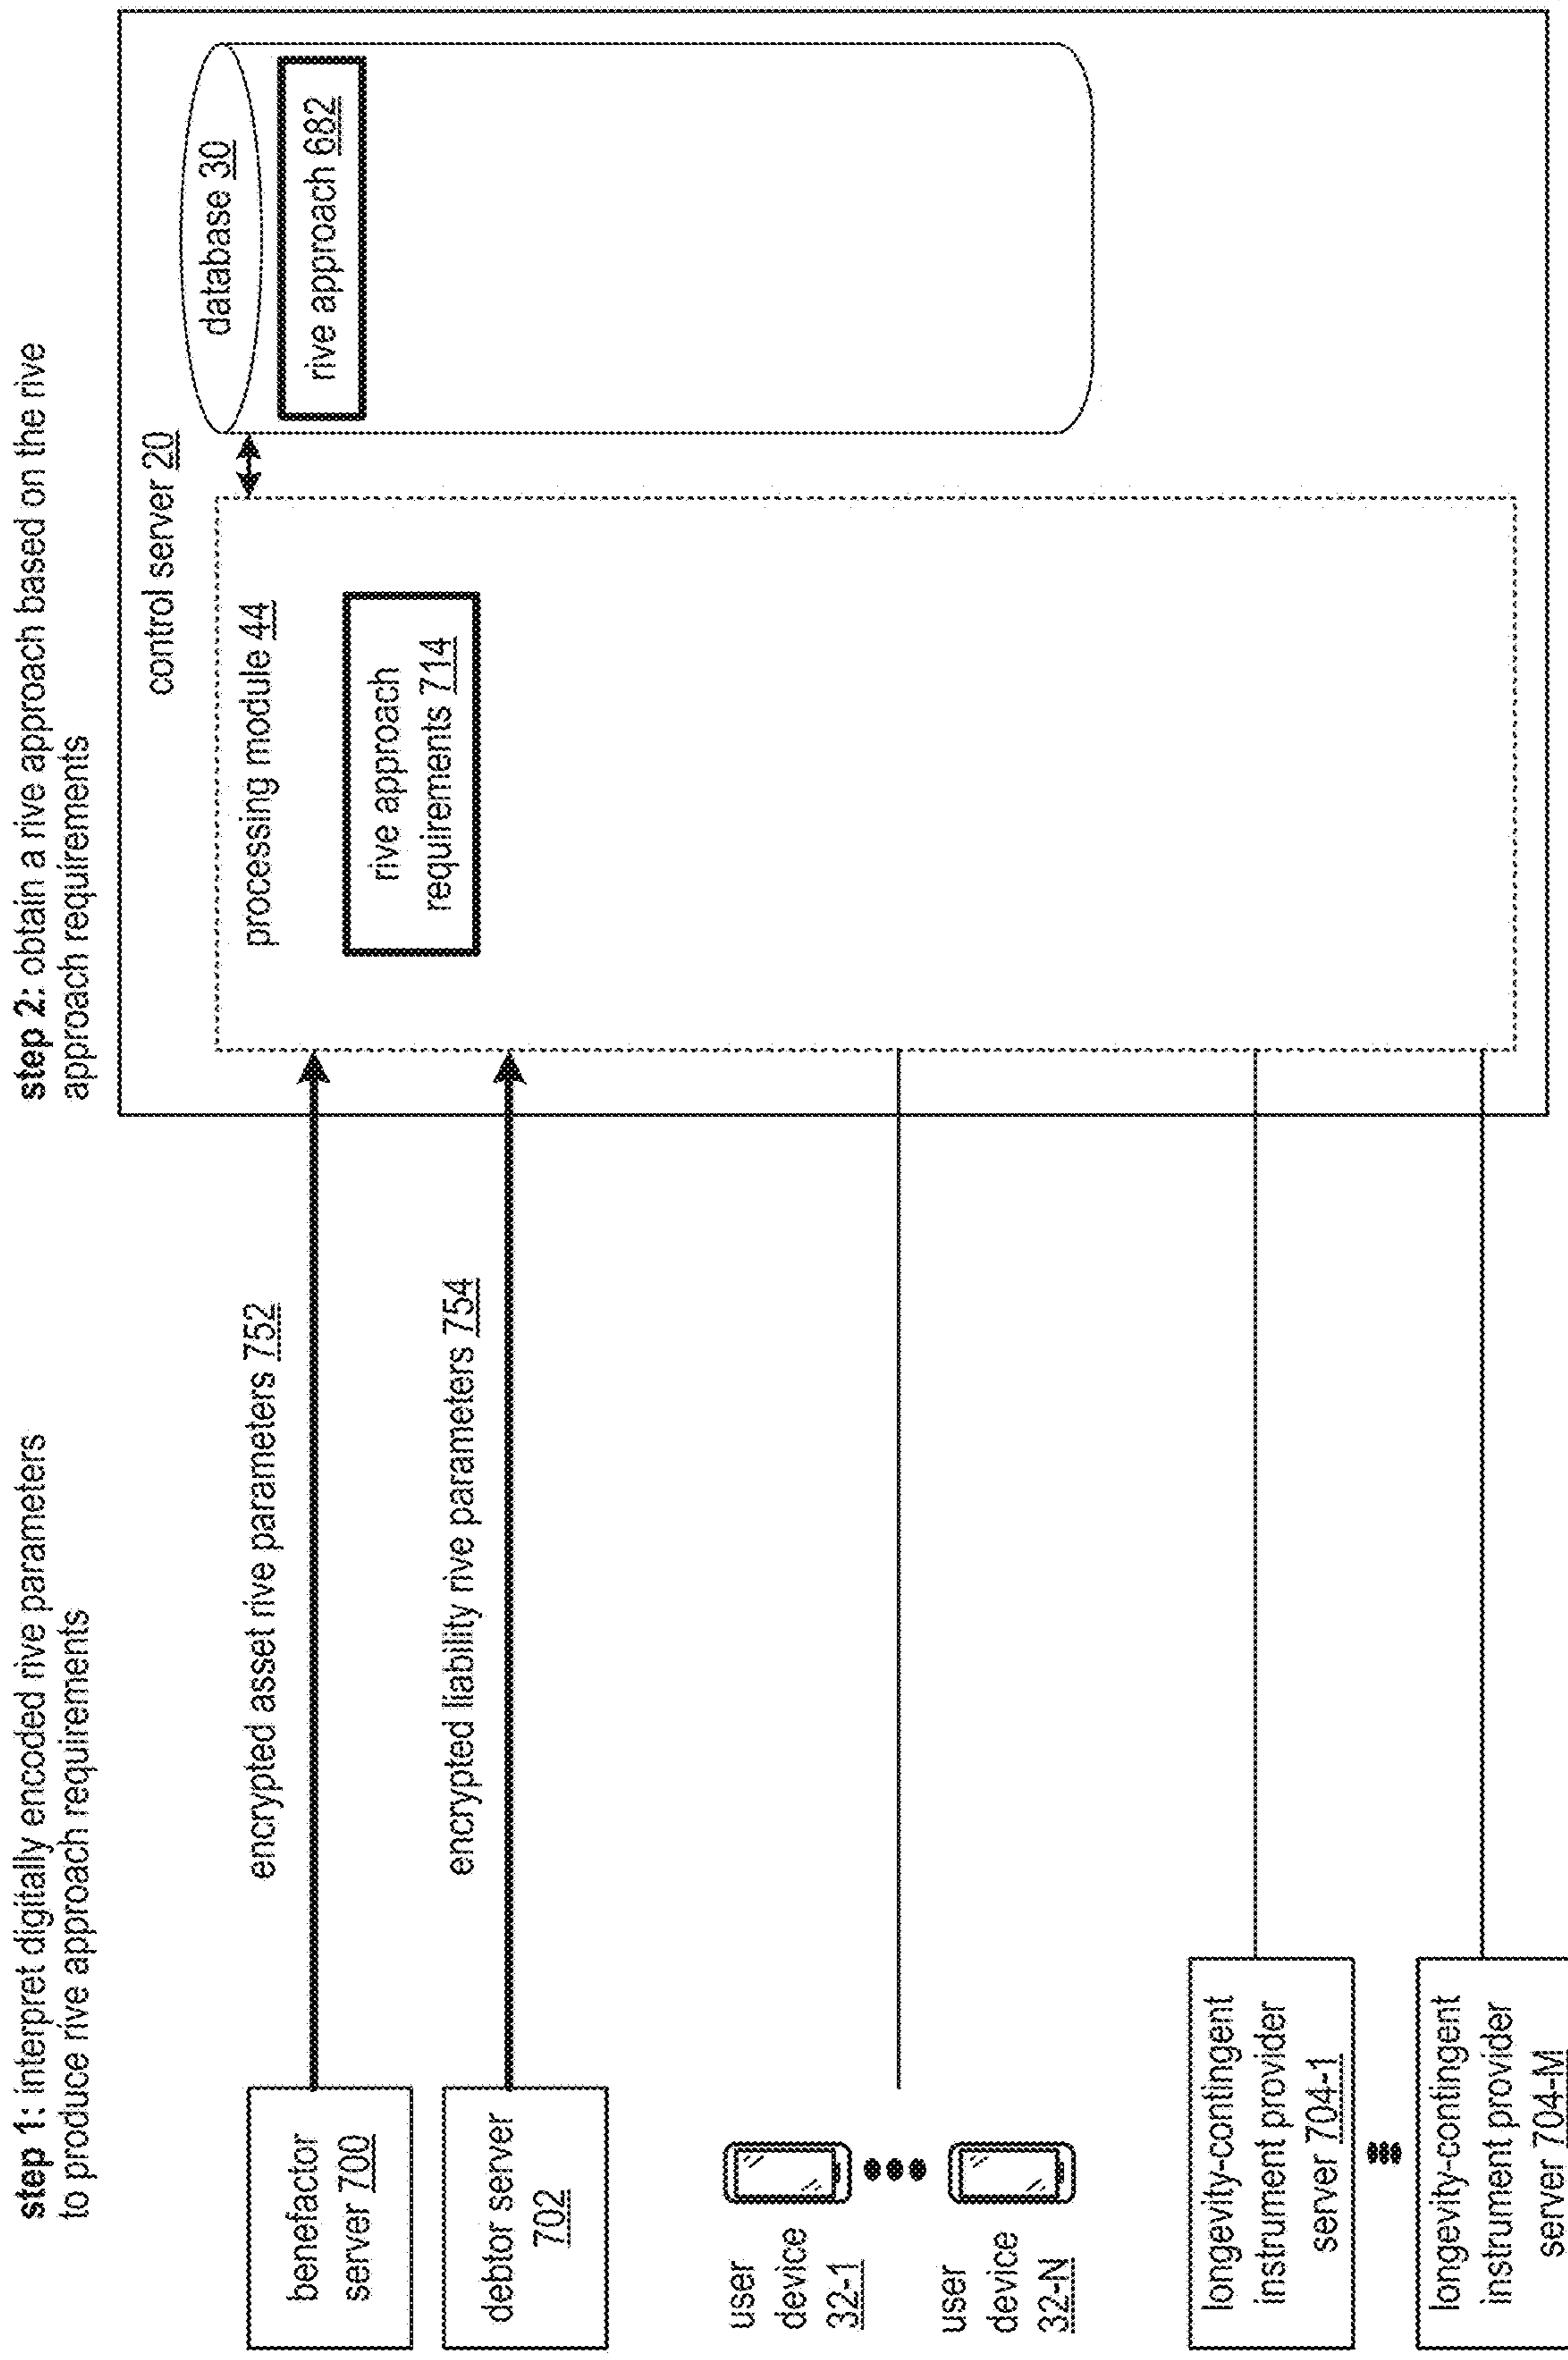 step 1: interpret digitally encoded rive parameters
to produce rive approach requirements
step 2: obtain a rive approach based on the rive
approach requirements
control server 20
benefactor
server 700
encrypted asset rive parameters 752
processing module 44
database 30
rive approach 682
rive approach
requirements 714
debtor server
702
encrypted liability rive parameters 754
user
device
32-1
user
device
32-N
longevity-contingent
instrument provider
server 704-1
longevity-contingent
instrument provider
server 704-M